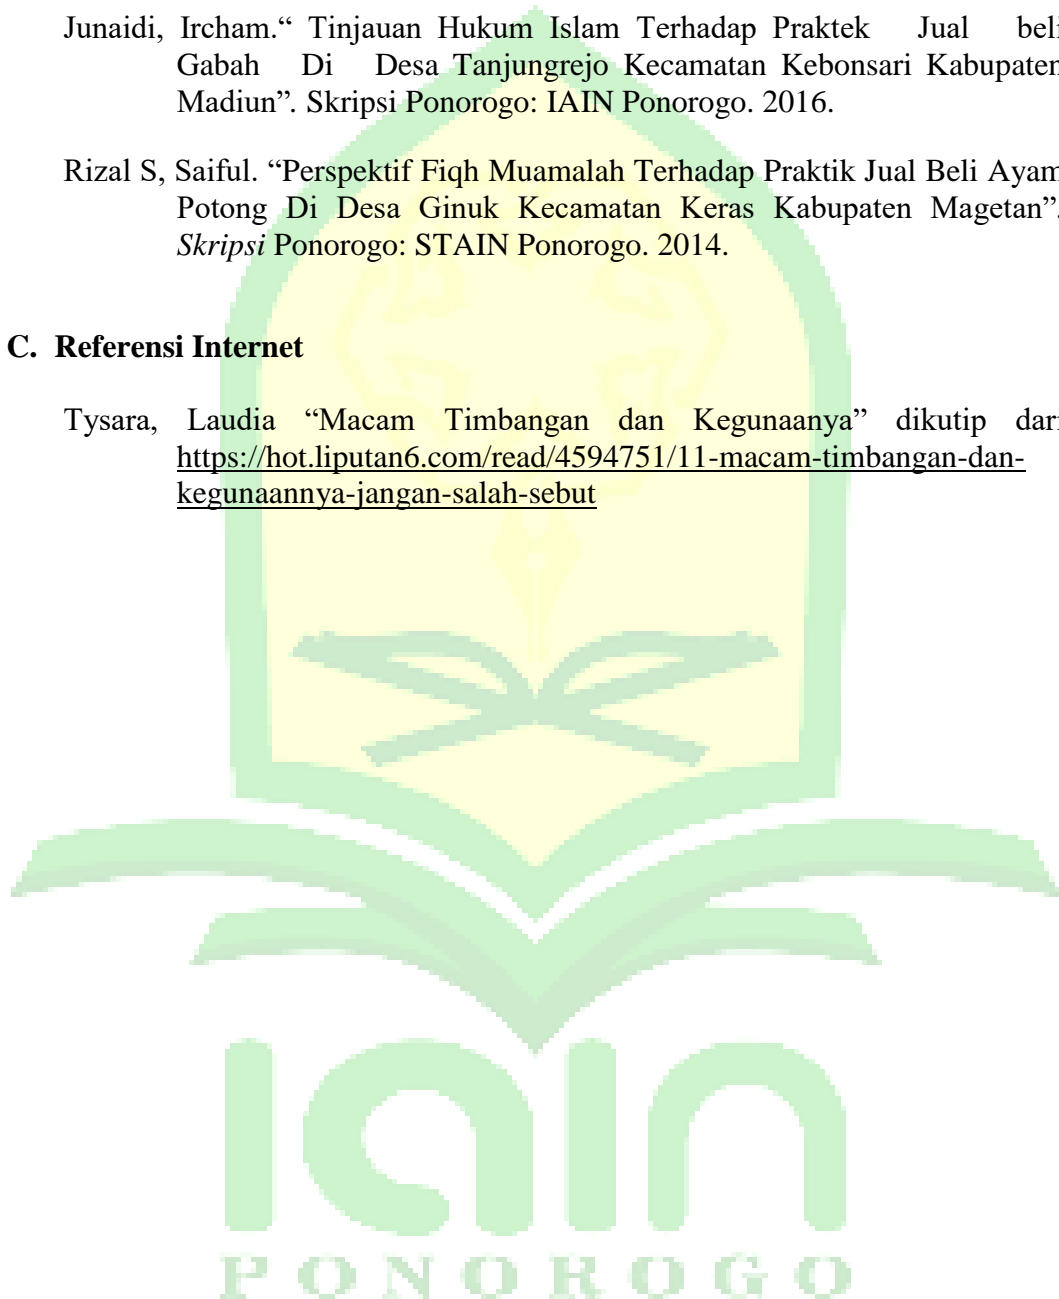 Junaidi, Ircham.“ Tinjauan Hukum Islam Terhadap Praktek Jual beli
Gabah Di Desa Tanjungrejo Kecamatan Kebonsari Kabupaten
Madiun”. Skripsi Ponorogo: IAIN Ponorogo. 2016.
Rizal S, Saiful. “Perspektif Fiqh Muamalah Terhadap Praktik Jual Beli Ayam
Potong Di Desa Ginuk Kecamatan Keras Kabupaten Magetan”.
Skripsi Ponorogo: STAIN Ponorogo. 2014.
C. Referensi Internet
Tysara, Laudia “Macam Timbangan dan Kegunaanya” dikutip dari
https://hot.liputan6.com/read/4594751/11-macam-timbangan-dan-
kegunaannya-jangan-salah-sebut
iain
PONOROGO